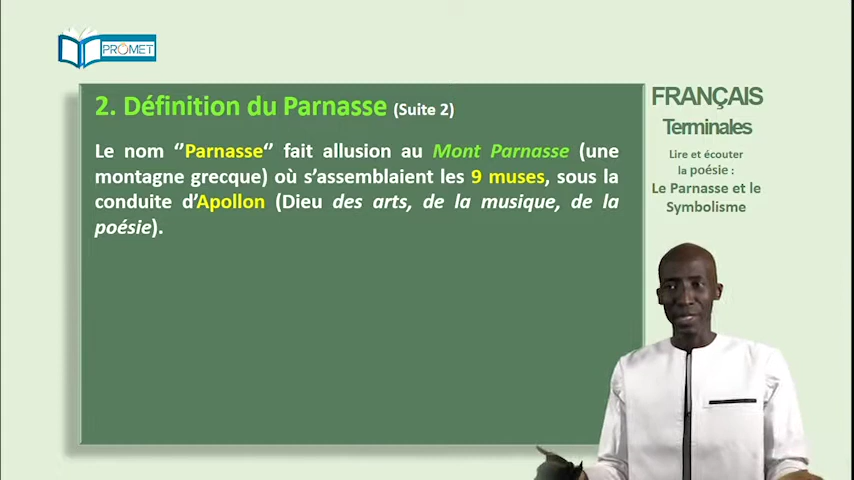 PROMET
2. Définition du Parnasse (Suite 2)
Le nom ‘’Parnasse‘’ fait allusion au Mont Parnasse (une
montagne grecque) où s’assemblaient les 9 muses, sous la
conduite d’Apollon (Dieu des arts, de la musique, de la
poésie).
FRANÇAIS
Terminales
Lire et écouter
la poésie :
Le Parnasse et le
Symbolisme